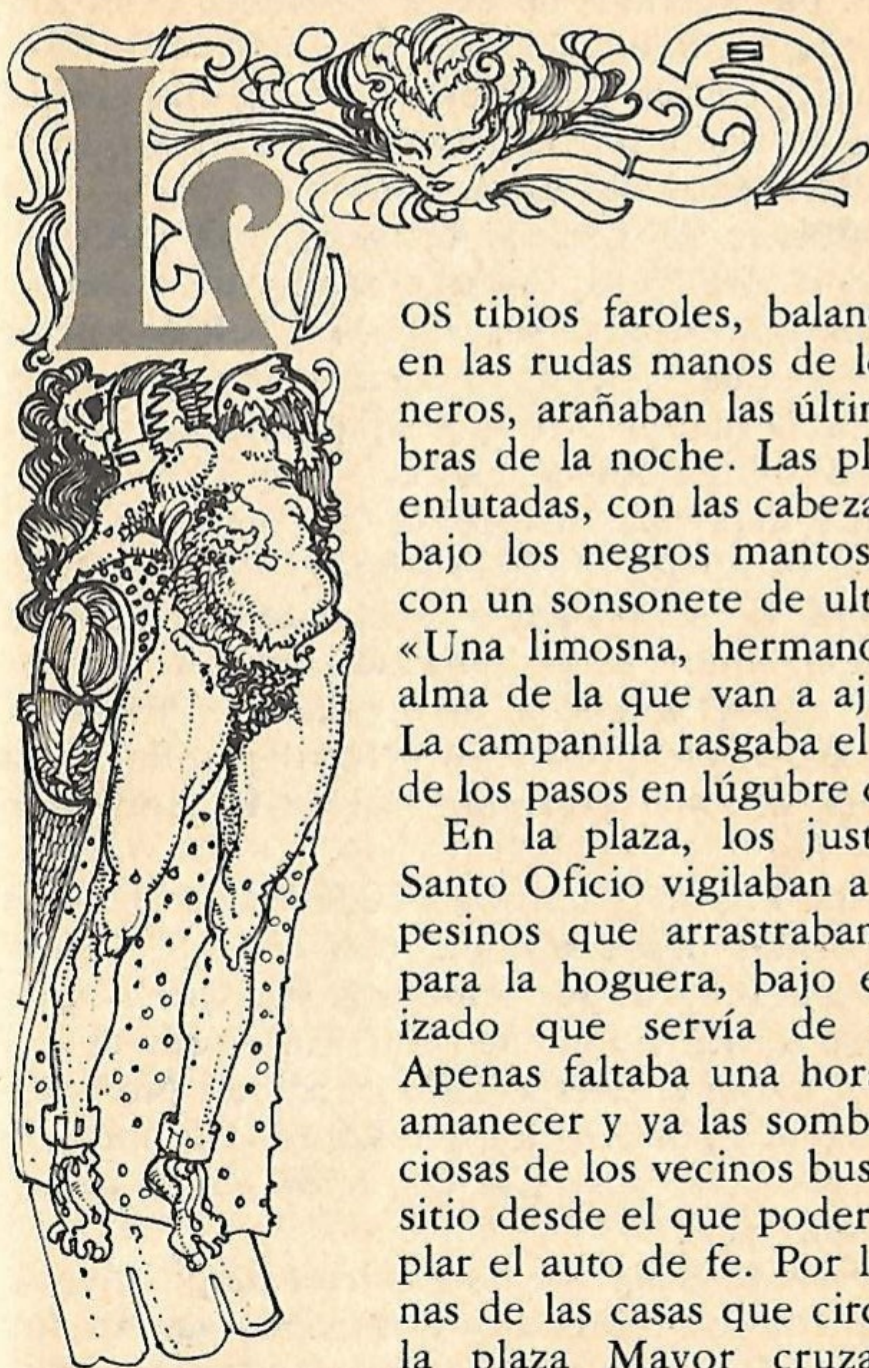 LOS tibios faroles, balan
en las rudas manos de l
neros, arañaban las últin
bras de la noche. Las pl
enlutadas, con las cabeza
bajo los negros mantos
con un sonsonete de ult
«Una limosna, hermano
alma de la que van a aj
La campanilla rasgaba el
de los pasos en lúgubre
En la plaza, los just
Santo Oficio vigilaban a
pesinos que arrastraban
para la hoguera, bajo e
izado que servía de
Apenas faltaba una hor
amanecer y ya las somb
ciosas de los vecinos bus
sitio desde el que poder
plar el auto de fe. Por l
nas de las casas que circ
la plaza Mayor cruza